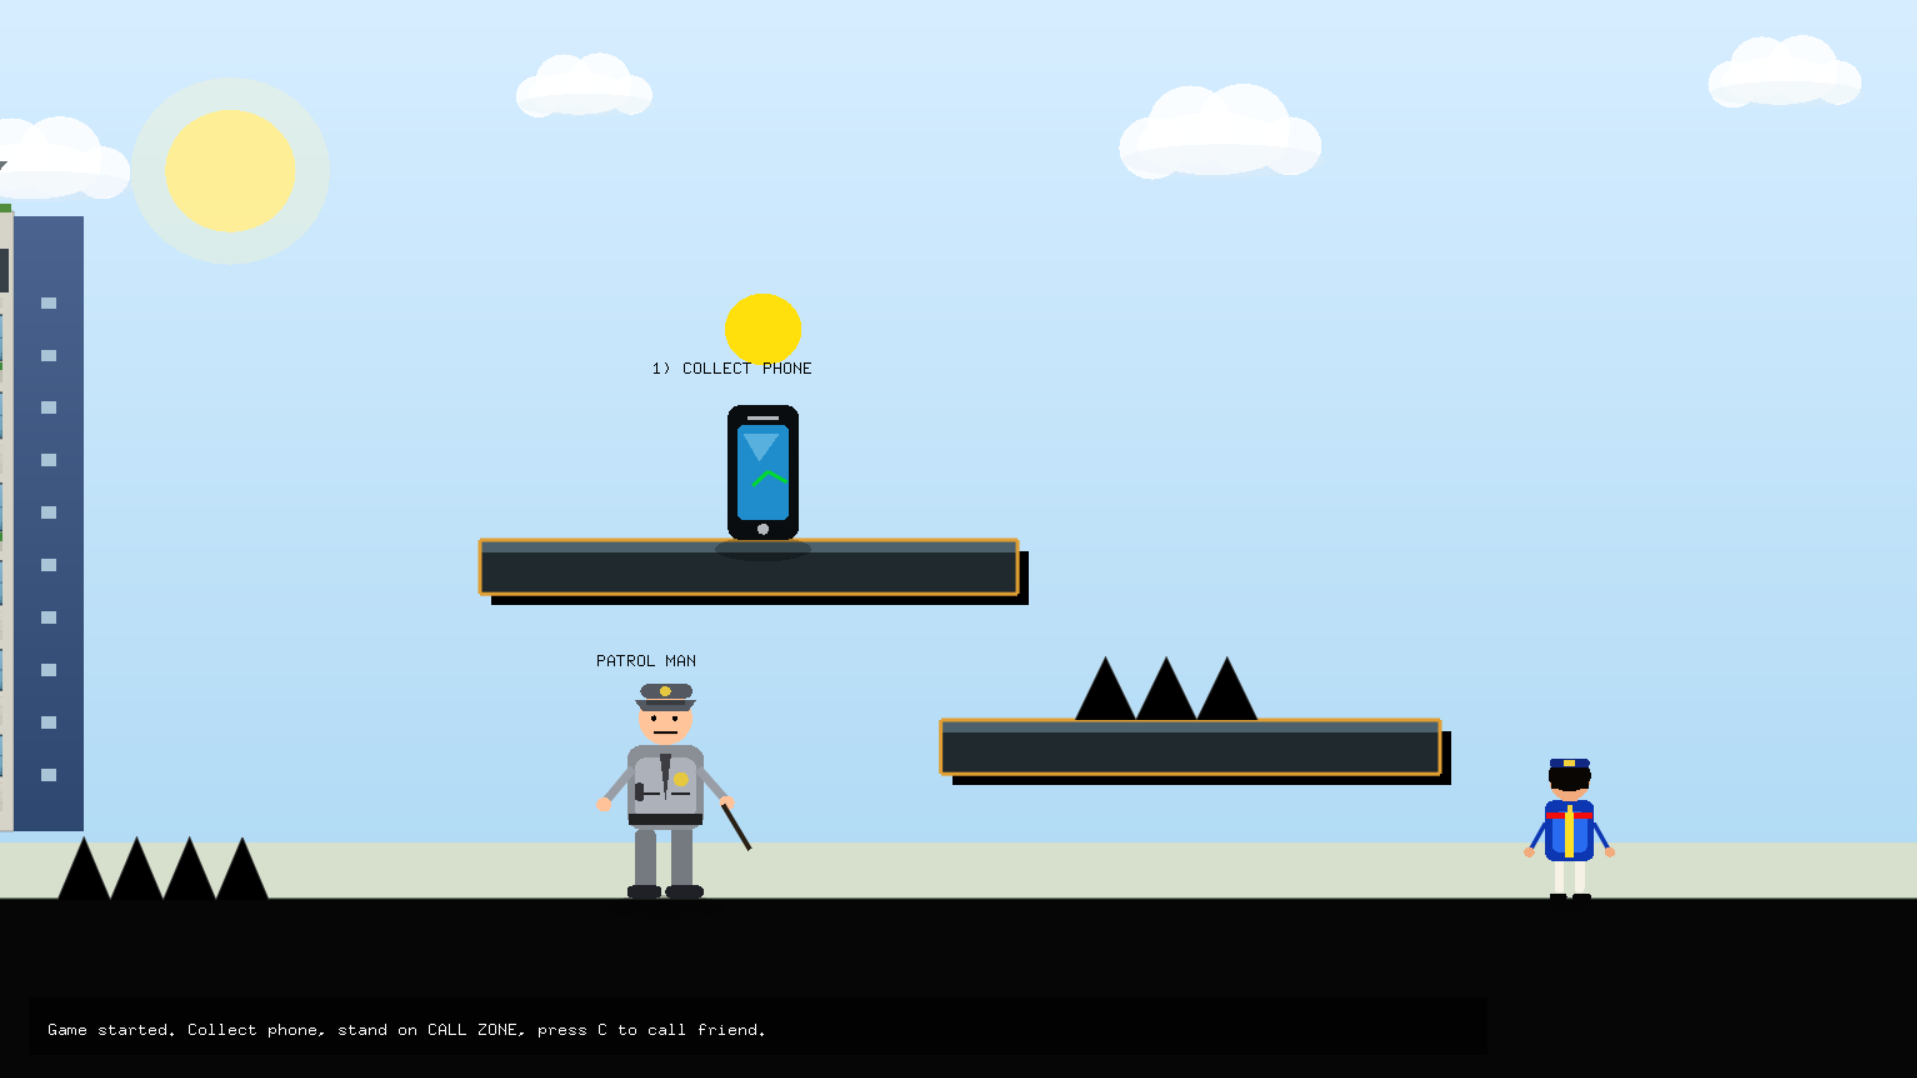 1) COLLECT PHONE
PATROL MAN
Game started. Collect phone, stand on CALL ZONE, press C to call friend.